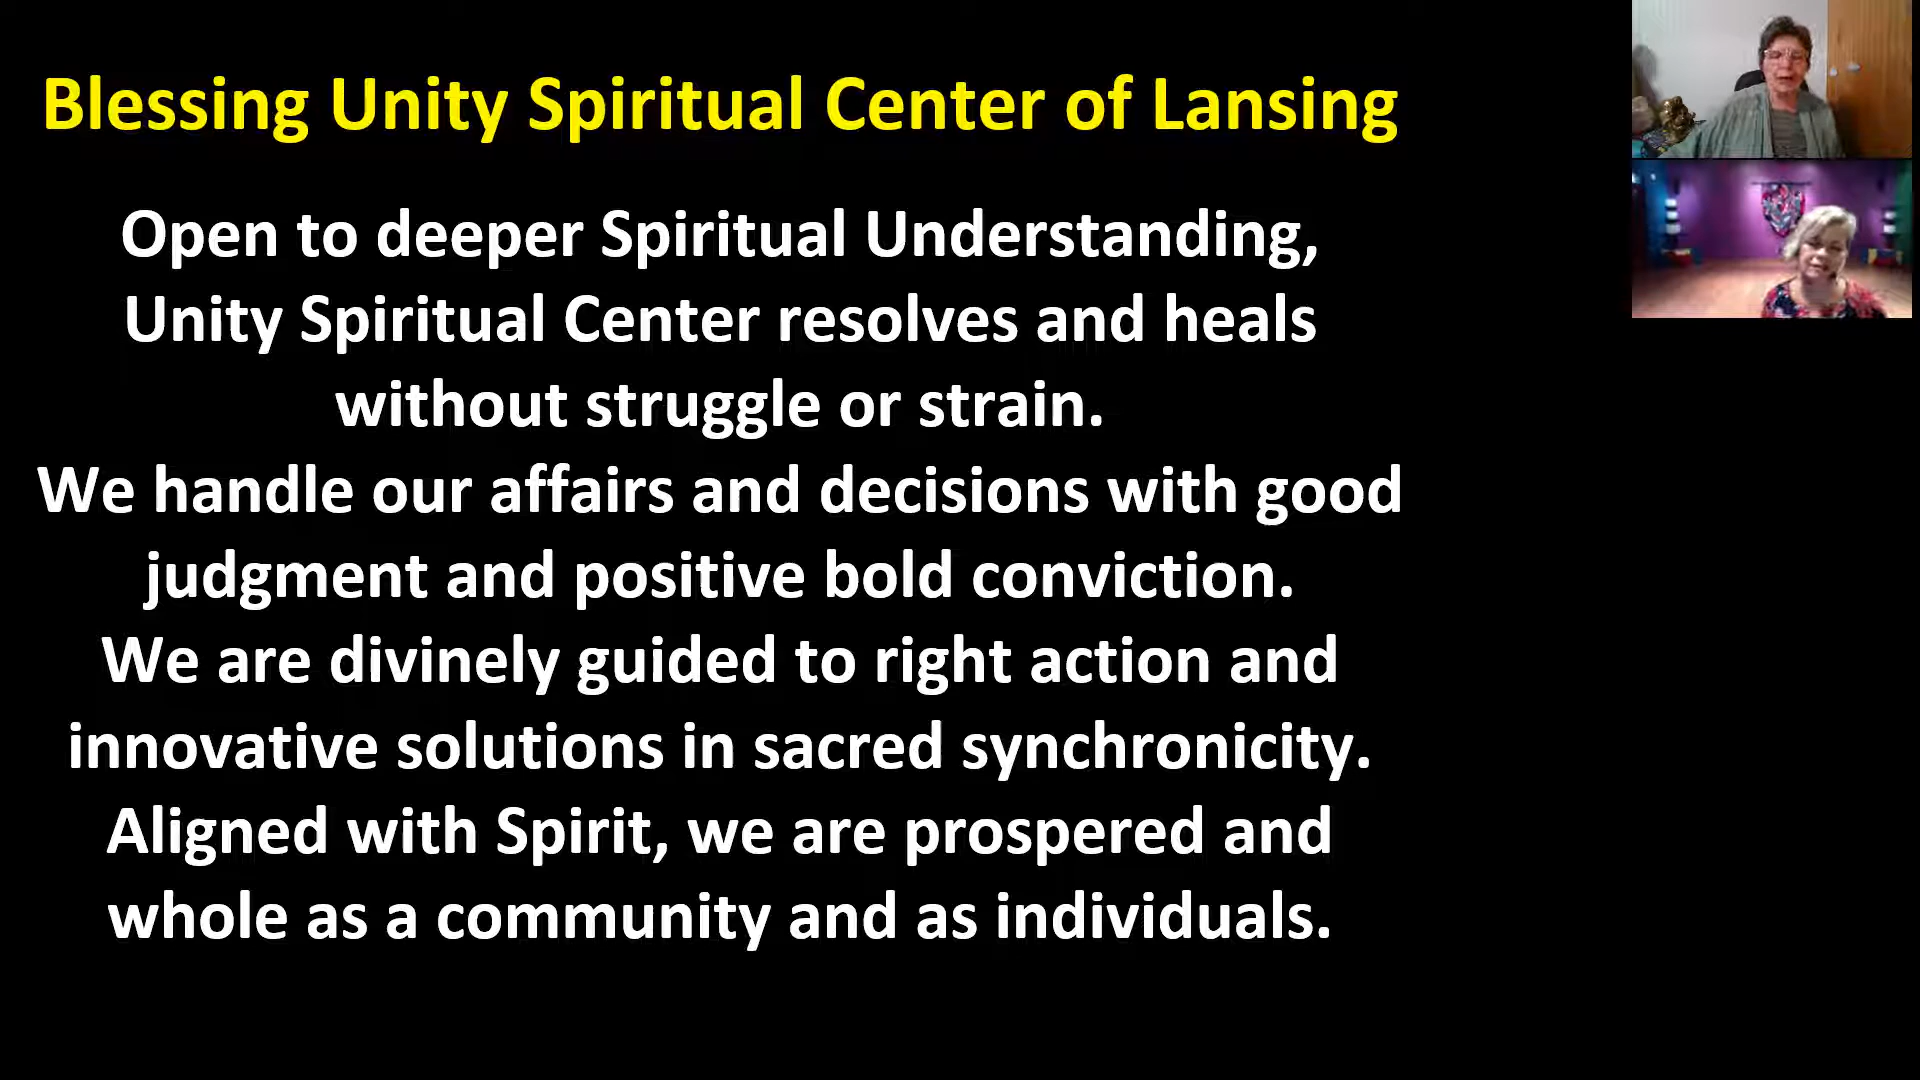 Blessing Unity Spiritual Center of Lansing
Open to deeper Spiritual Understanding,
Unity Spiritual Center resolves and heals
without struggle or strain.
We handle our affairs and decisions with good
judgment and positive bold conviction.
We are divinely guided to right action and
innovative solutions in sacred synchronicity.
Aligned with Spirit, we are prospered and
whole as a community and as individuals.